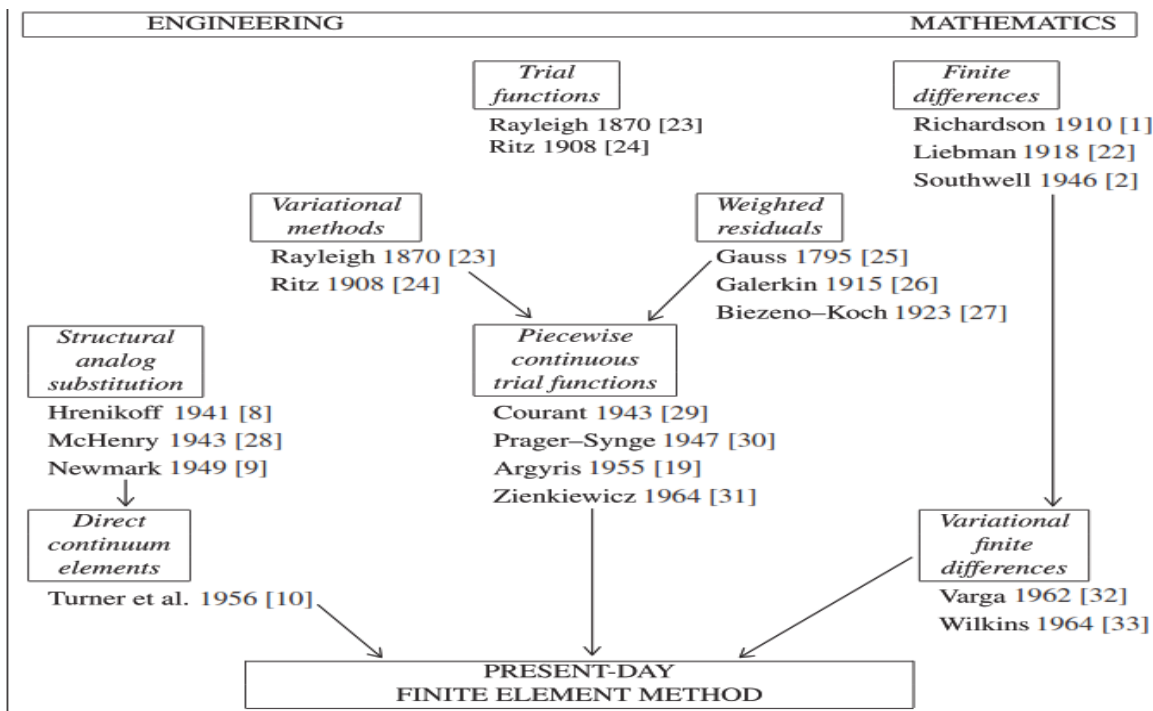 ENGINEERING
MATHEMATICS
Trial
functions
Rayleigh 1870 [23]
Ritz 1908 [24]
Finite
differences
Richardson 1910 [1]
Liebman 1918 [22]
Southwell 1946 [2]
Variational
methods
Rayleigh 1870 [23]
Ritz 1908 [24]
Weighted
residuals
Gauss 1795 [25]
Galerkin 1915 [26]
Biezeno–Koch 1923 [27]
Structural
analog
substitution
Hrenikoff 1941 [8]
McHenry 1943 [28]
Newmark 1949 [9]
Piecewise
continuous
trial functions
Courant 1943 [29]
Prager–Synge 1947 [30]
Argyris 1955 [19]
Zienkiewicz 1964 [31]
Direct
continuum
elements
Turner et al. 1956 [10]
Variational
finite
differences
Varga 1962 [32]
Wilkins 1964 [33]
PRESENT-DAY
FINITE ELEMENT METHOD